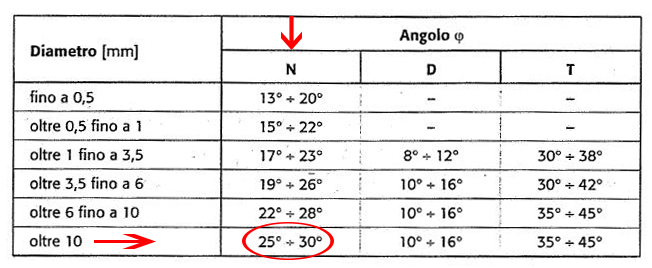 Diametro [mm] Angolo φ
N D T
fino a 0,5 13° ÷ 20° – –
oltre 0,5 fino a 1 15° ÷ 22° – –
oltre 1 fino a 3,5 17° ÷ 23° 8° ÷ 12° 30° ÷ 38°
oltre 3,5 fino a 6 19° ÷ 26° 10° ÷ 16° 30° ÷ 42°
oltre 6 fino a 10 22° ÷ 28° 10° ÷ 16° 35° ÷ 45°
oltre 10 25° ÷ 30° 10° ÷ 16° 35° ÷ 45°